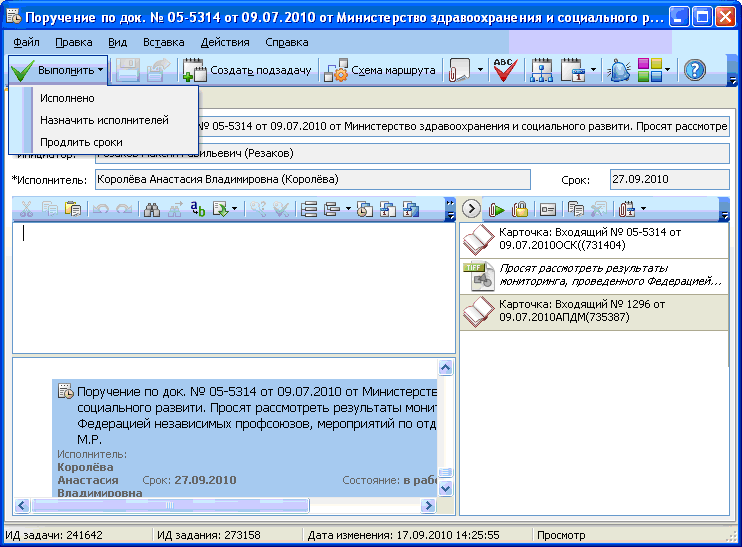 Поручение по док. № 05-5314 от 09.07.2010 от Министерство здравоохранения и социального р...
Файл Правка Вид Вставка Действия Справка
Выполнить Создать подзадачу Схема маршрута ABC
Исполнено
Назначить исполнителей
Продлить сроки
№ 05-5314 от 09.07.2010 от Министерство здравоохранения и социального развити. Просят рассмотре
(Резаков)
*Исполнитель: Королёва Анастасия Владимировна (Королёва) Срок: 27.09.2010
Карточка: Входящий № 05-5314 от
09.07.2010ОСК((731404)
TIFF
Просят рассмотреть результаты
мониторинга, проведенного Федерацией...
Карточка: Входящий № 1296 от
09.07.2010АПДМ(735387)
Поручение по док. № 05-5314 от 09.07.2010 от Министерств
социального развити. Просят рассмотреть результаты мони
Федерацией независимых профсоюзов, мероприятий по отд
М.Р.
Исполнитель:
Королёва
Анастасия Срок: 27.09.2010 Состояние: в рабо
Владимировна
ИД задачи: 241642 ИД задания: 273158 Дата изменения: 17.09.2010 14:25:55 Просмотр